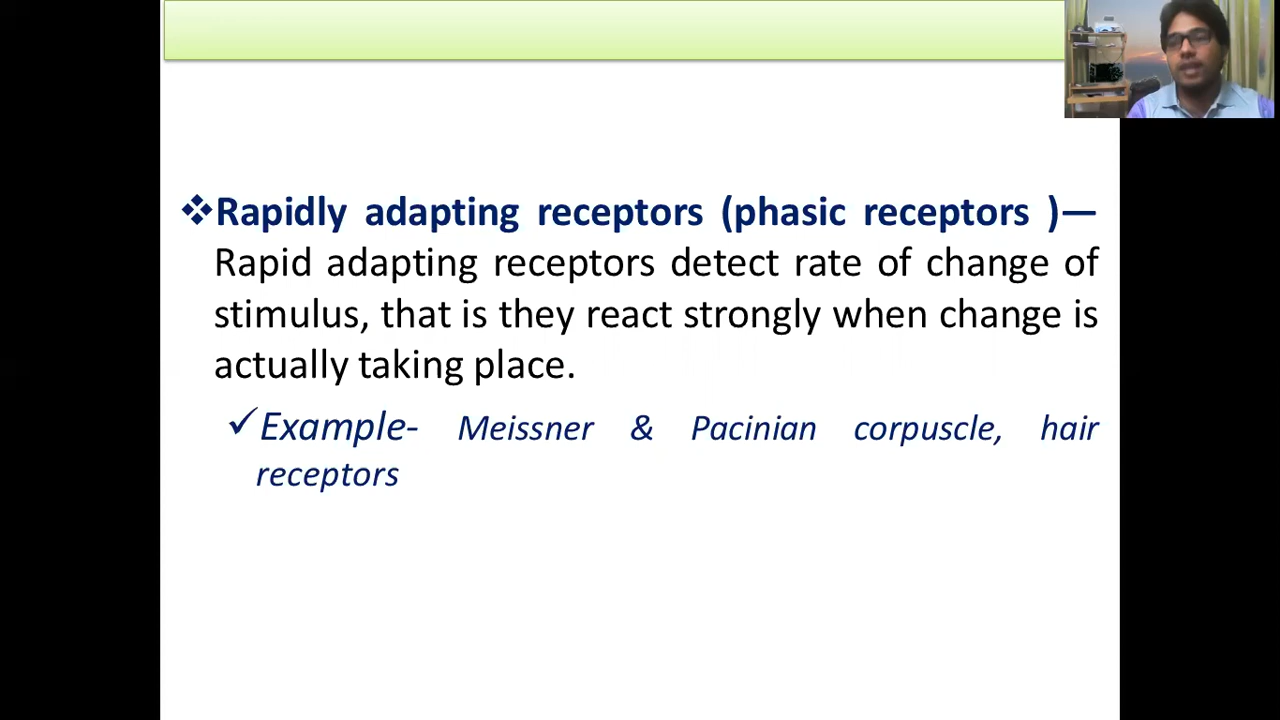 ❖Rapidly adapting receptors (phasic receptors )—
Rapid adapting receptors detect rate of change of
stimulus, that is they react strongly when change is
actually taking place.
✓Example- Meissner & Pacinian corpuscle, hair
receptors